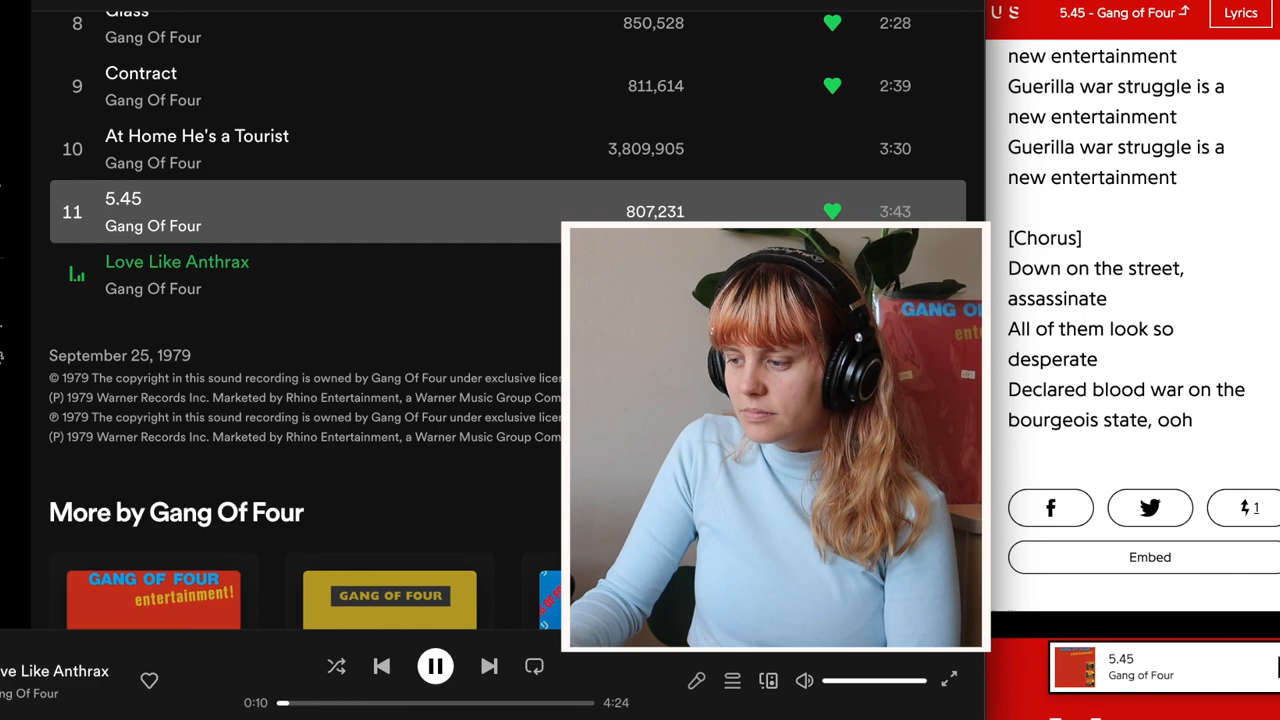 Glass
8 850,528 2:28
Gang Of Four
Contract
9 811,614 2:39
Gang Of Four
At Home He's a Tourist
10 3,809,905 3:30
Gang Of Four
5.45
11 807,231 3:43
Gang Of Four
Love Like Anthrax
Gang Of Four
September 25, 1979
© 1979 The copyright in this sound recording is owned by Gang Of Four under exclusive
(P) 1979 Warner Records Inc. Marketed by Rhino Entertainment, a Warner Music Group
℗ 1979 The copyright in this sound recording is owned by Gang Of Four under exclusive
(P) 1979 Warner Records Inc. Marketed by Rhino Entertainment, a Warner Music Group
More by Gang Of Four
GANG OF FOUR
entertainment!
GANG OF FOUR
Like Anthrax
Of Four
0:10 4:24
GANG
U S 5.45 - Gang of Four Lyrics
new entertainment
Guerilla war struggle is a
new entertainment
Guerilla war struggle is a
new entertainment
[Chorus]
Down on the street,
assassinate
All of them look so
desperate
Declared blood war on the
bourgeois state, ooh
1
Embed
5.45
Gang of Four